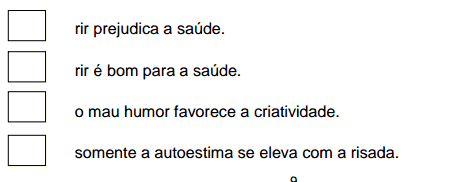 rir prejudica a saúde.
rir é bom para a saúde.
o mau humor favorece a criatividade.
somente a autoestima se eleva com a risada.